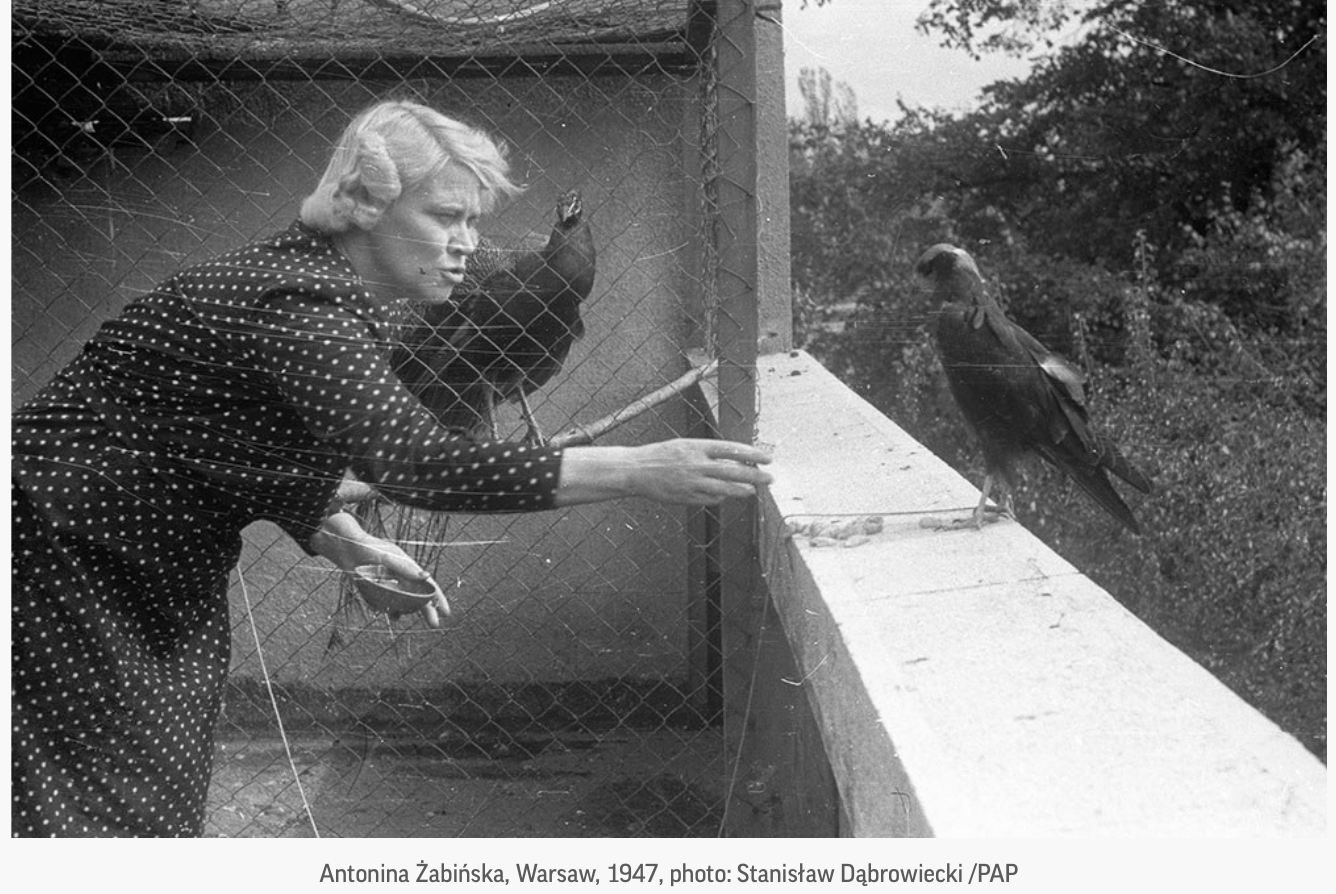 Antonina Żabińska, Warsaw, 1947, photo: Stanisław Dąbrowiecki /PAP